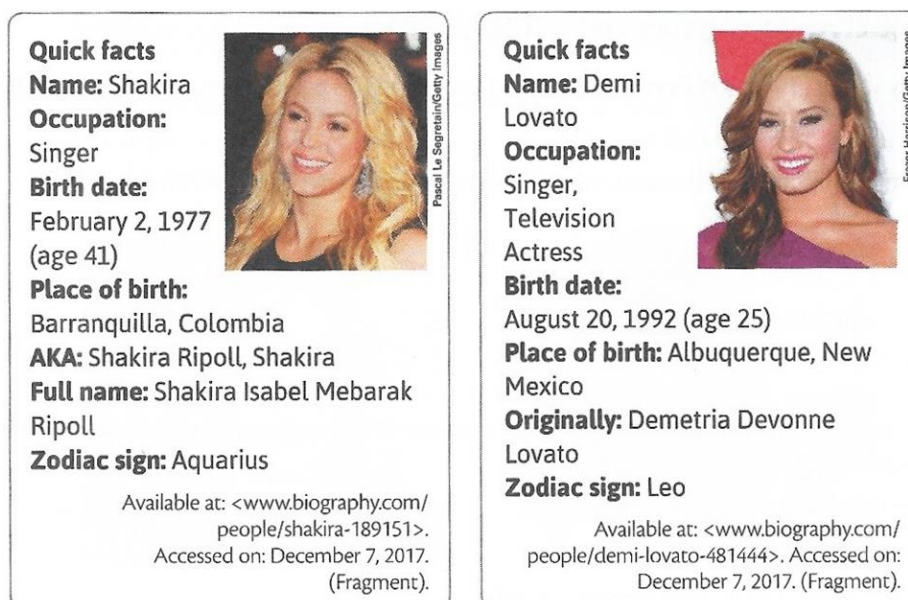 Quick facts
Name: Shakira
Occupation:
Singer
Birth date:
February 2, 1977
(age 41)
Place of birth:
Barranquilla, Colombia
AKA: Shakira Ripoll, Shakira
Full name: Shakira Isabel Mebarak
Ripoll
Zodiac sign: Aquarius
Available at: <www.biography.com/
people/shakira-189151>.
Accessed on: December 7, 2017.
(Fragment).
Pascal Le Segretain/Getty Images
Quick facts
Name: Demi
Lovato
Occupation:
Singer,
Television
Actress
Birth date:
August 20, 1992 (age 25)
Place of birth: Albuquerque, New
Mexico
Originally: Demetria Devonne
Lovato
Zodiac sign: Leo
Available at: <www.biography.com/
people/demi-lovato-481444>. Accessed on:
December 7, 2017. (Fragment).
Frazer Harrison/Getty Images